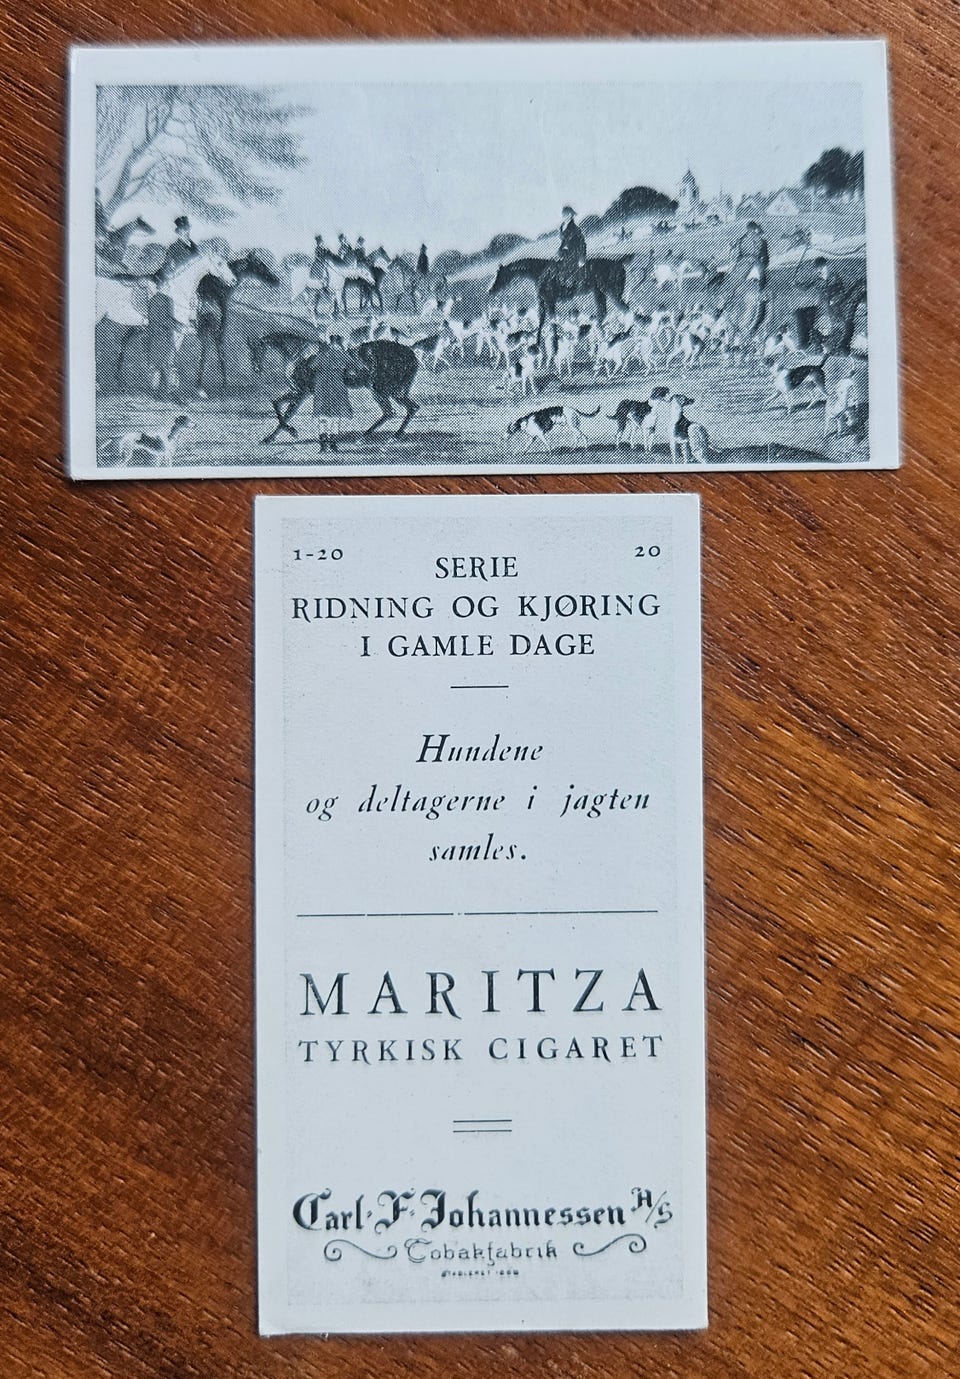 1-20 20
SERIE
RIDNING OG KJØRING
I GAMLE DAGE
Hundene
og deltagerne i jagten
samles.
MARITZA
TYRKISK CIGARET
Carl-F-Johannessen A/S
Tobakfabrik